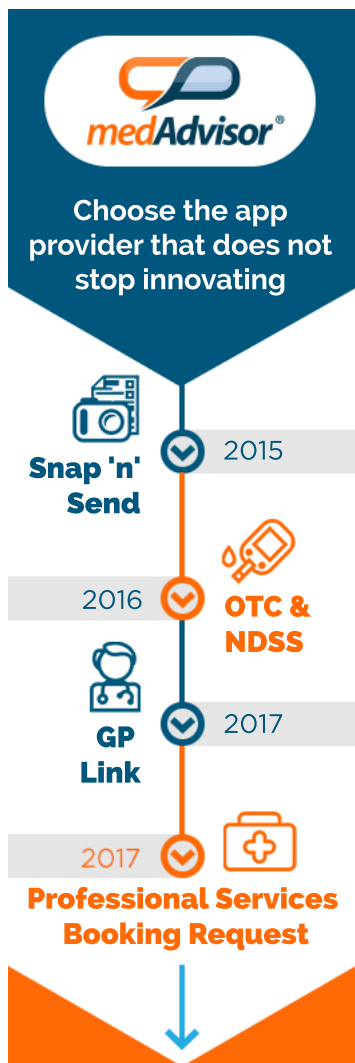 medAdvisor®
Choose the app
provider that does not
stop innovating
2015
Snap 'n'
Send
2016
OTC &
NDSS
2017
GP
Link
2017
Professional Services
Booking Request